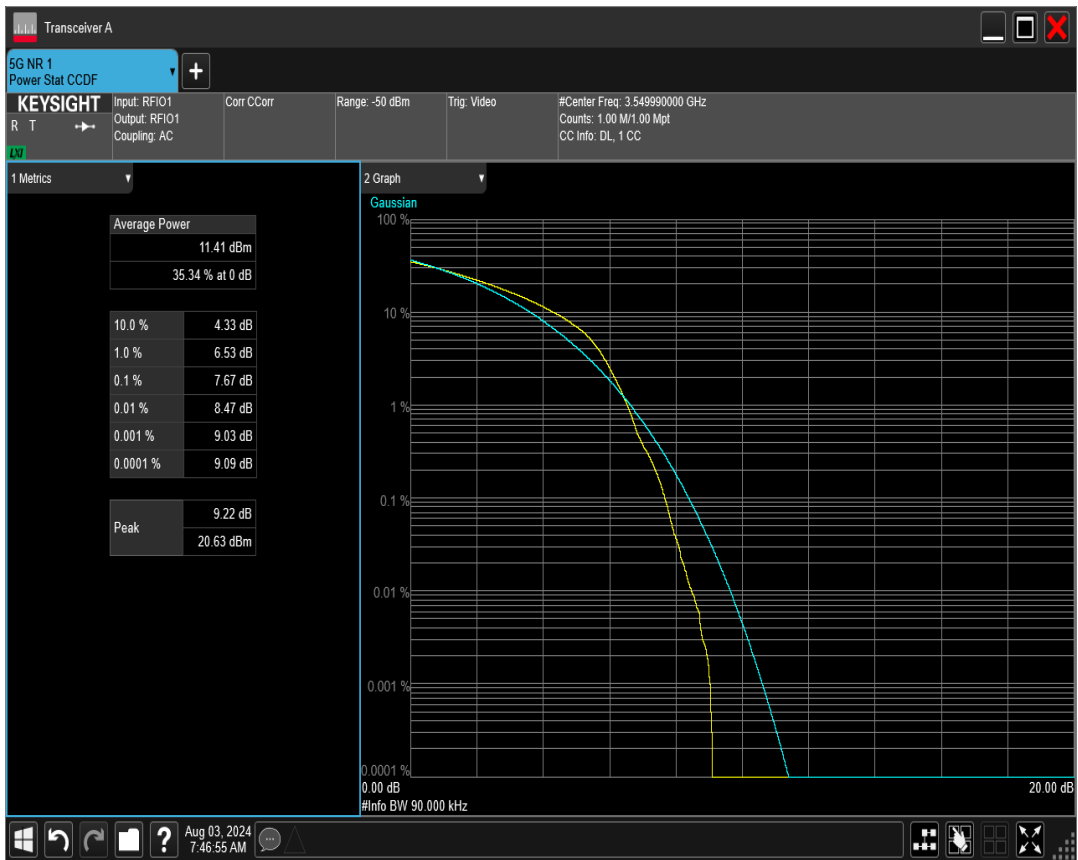 Transceiver A
5G NR 1
Power Stat CCDF
KEYSIGHT
R T
LXI
Input: RFIO1
Output: RFIO1
Coupling: AC
Corr CCorr
Range: -50 dBm
Trig: Video
#Center Freq: 3.549990000 GHz
Counts: 1.00 M/1.00 Mpt
CC Info: DL, 1 CC
1 Metrics
Average Power
11.41 dBm
35.34 % at 0 dB
10.0 % 4.33 dB
1.0 % 6.53 dB
0.1 % 7.67 dB
0.01 % 8.47 dB
0.001 % 9.03 dB
0.0001 % 9.09 dB
Peak
9.22 dB
20.63 dBm
2 Graph
Gaussian
100 %
10 %
1 %
0.1 %
0.01 %
0.001 %
0.0001 %
0.00 dB 20.00 dB
#Info BW 90.000 kHz
Aug 03, 2024
7:46:55 AM